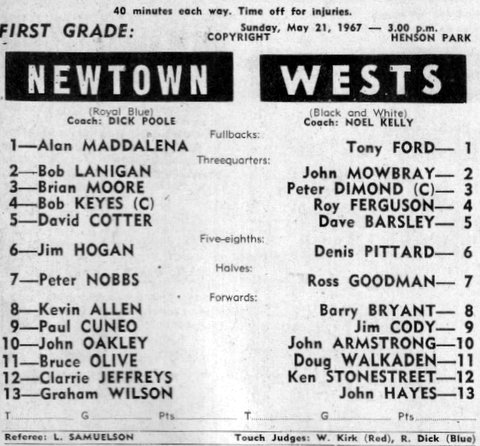 40 minutes each way. Time off for injuries.
FIRST GRADE: Sunday, May 21, 1967 — 3.00 p.m.
COPYRIGHT HENSON PARK
NEWTOWN WESTS
(Royal Blue) (Black and White)
Coach: DICK POOLE Coach: NOEL KELLY
Fullbacks:
1—Alan MADDALENA Tony FORD— 1
Threequarters:
2—Bob LANIGAN John MOWBRAY — 2
3—Brian MOORE Peter DIMOND (C) — 3
4—Bob KEYES (C) Roy FERGUSON — 4
5—David COTTER Dave BARSLEY — 5
Five-eighths:
6—Jim HOGAN Denis PITTARD — 6
Halves:
7—Peter NOBBS Ross GOODMAN — 7
Forwards:
8—Kevin ALLEN Barry BRYANT — 8
9—Paul CUNEO Jim CODY — 9
10—John OAKLEY John ARMSTRONG—10
11—Bruce OLIVE Doug WALKADEN—11
12—Clarrie JEFFREYS Ken STONESTREET—12
13—Graham WILSON John HAYES—13
T.......... G.......... Pts.......... T.......... G.......... Pts..........
Referee: L. SAMUELSON Touch Judges: W. Kirk (Red), R. Dick (Blue)